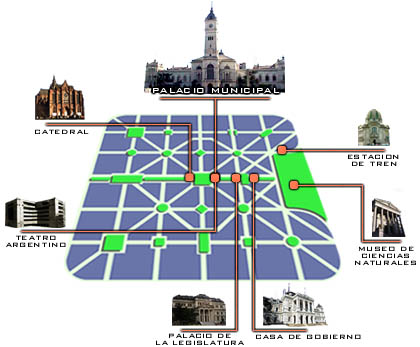 PALACIO MUNICIPAL
CATEDRAL
ESTACION
DE TREN
TEATRO
ARGENTINO
MUSEO DE
CIENCIAS
NATURALES
PALACIO DE
LA LEGISLATURA
CASA DE GOBIERNO